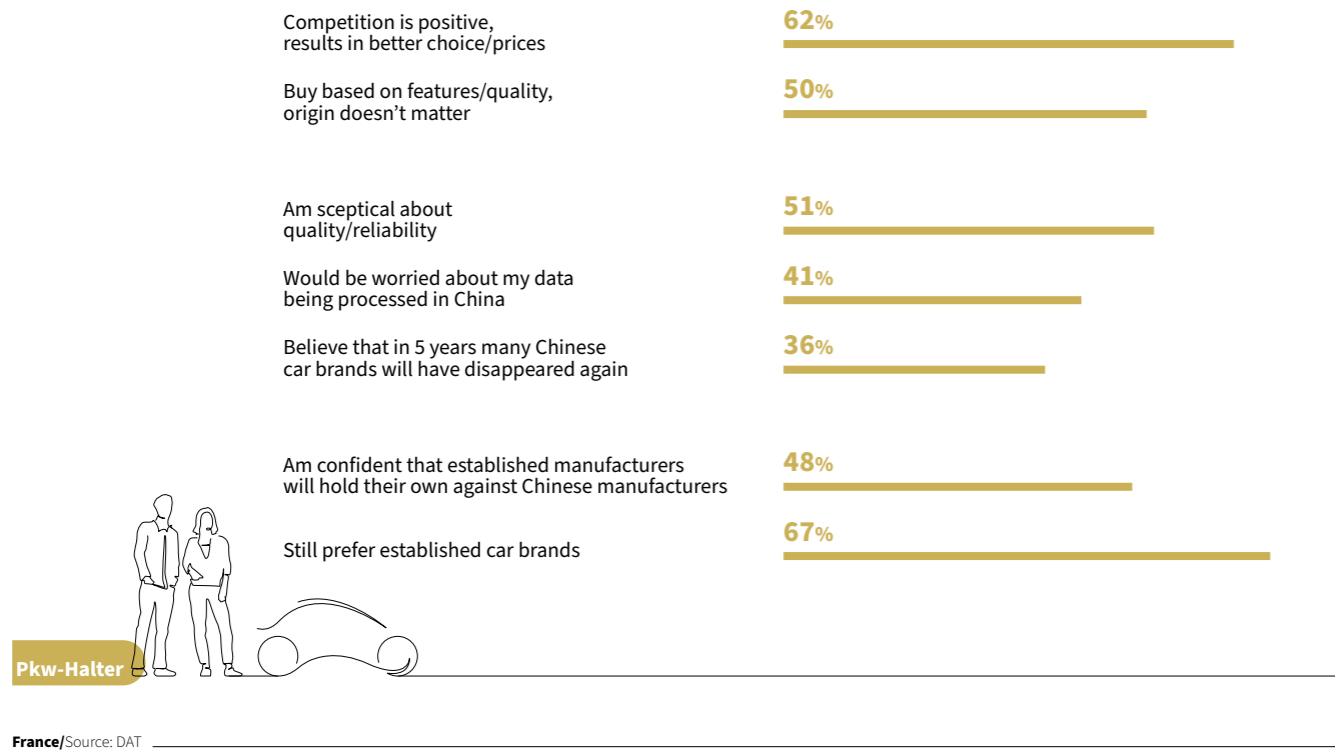 Competition is positive,
results in better choice/prices
62%
Buy based on features/quality,
origin doesn’t matter
50%
Am sceptical about
quality/reliability
51%
Would be worried about my data
being processed in China
41%
Believe that in 5 years many Chinese
car brands will have disappeared again
36%
Am confident that established manufacturers
will hold their own against Chinese manufacturers
48%
Still prefer established car brands
67%
Pkw-Halter
France/Source: DAT